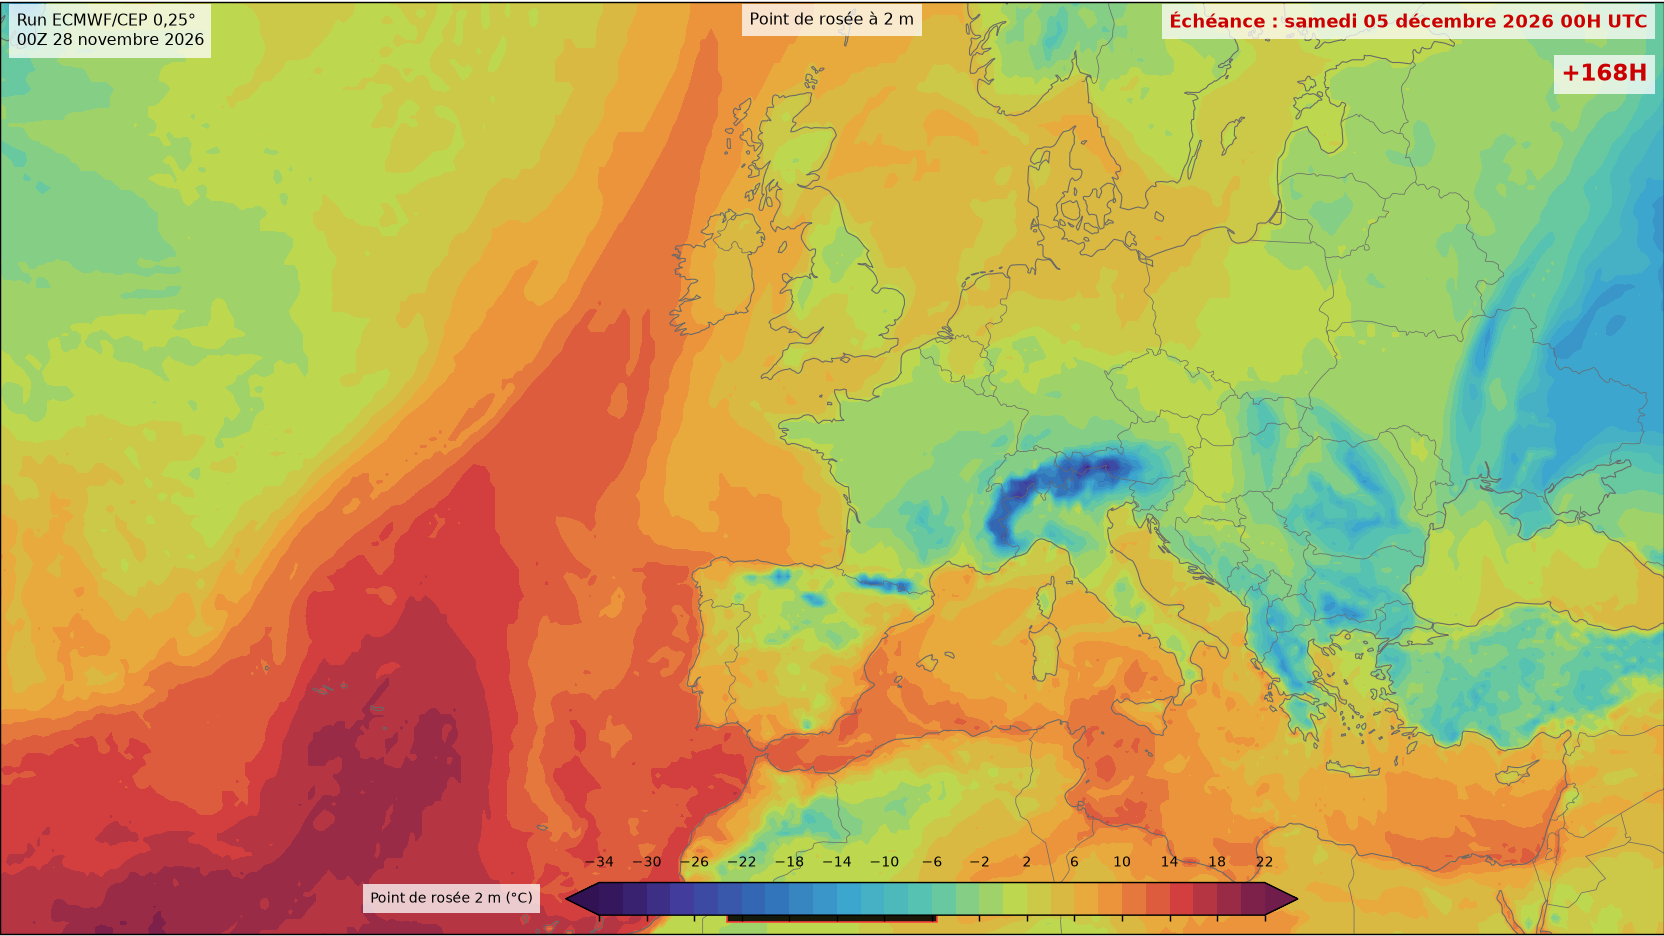 Run ECMWF/CEP 0,25°
00Z 28 novembre 2026
Point de rosée à 2 m
Échéance : samedi 05 décembre 2026 00H UTC
+168H
−34 −30 −26 −22 −18 −14 −10 −6 −2 2 6 10 14 18 22
Point de rosée 2 m (°C)